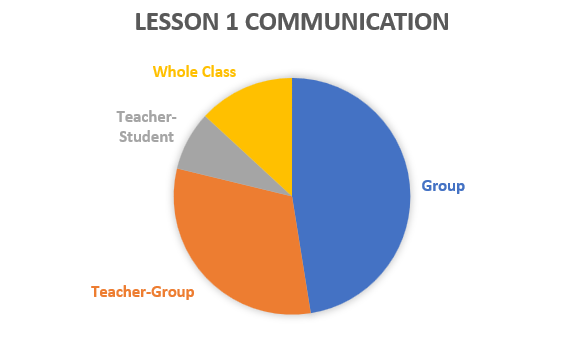 LESSON 1 COMMUNICATION
Whole Class
Teacher-
Student
Group
Teacher-Group